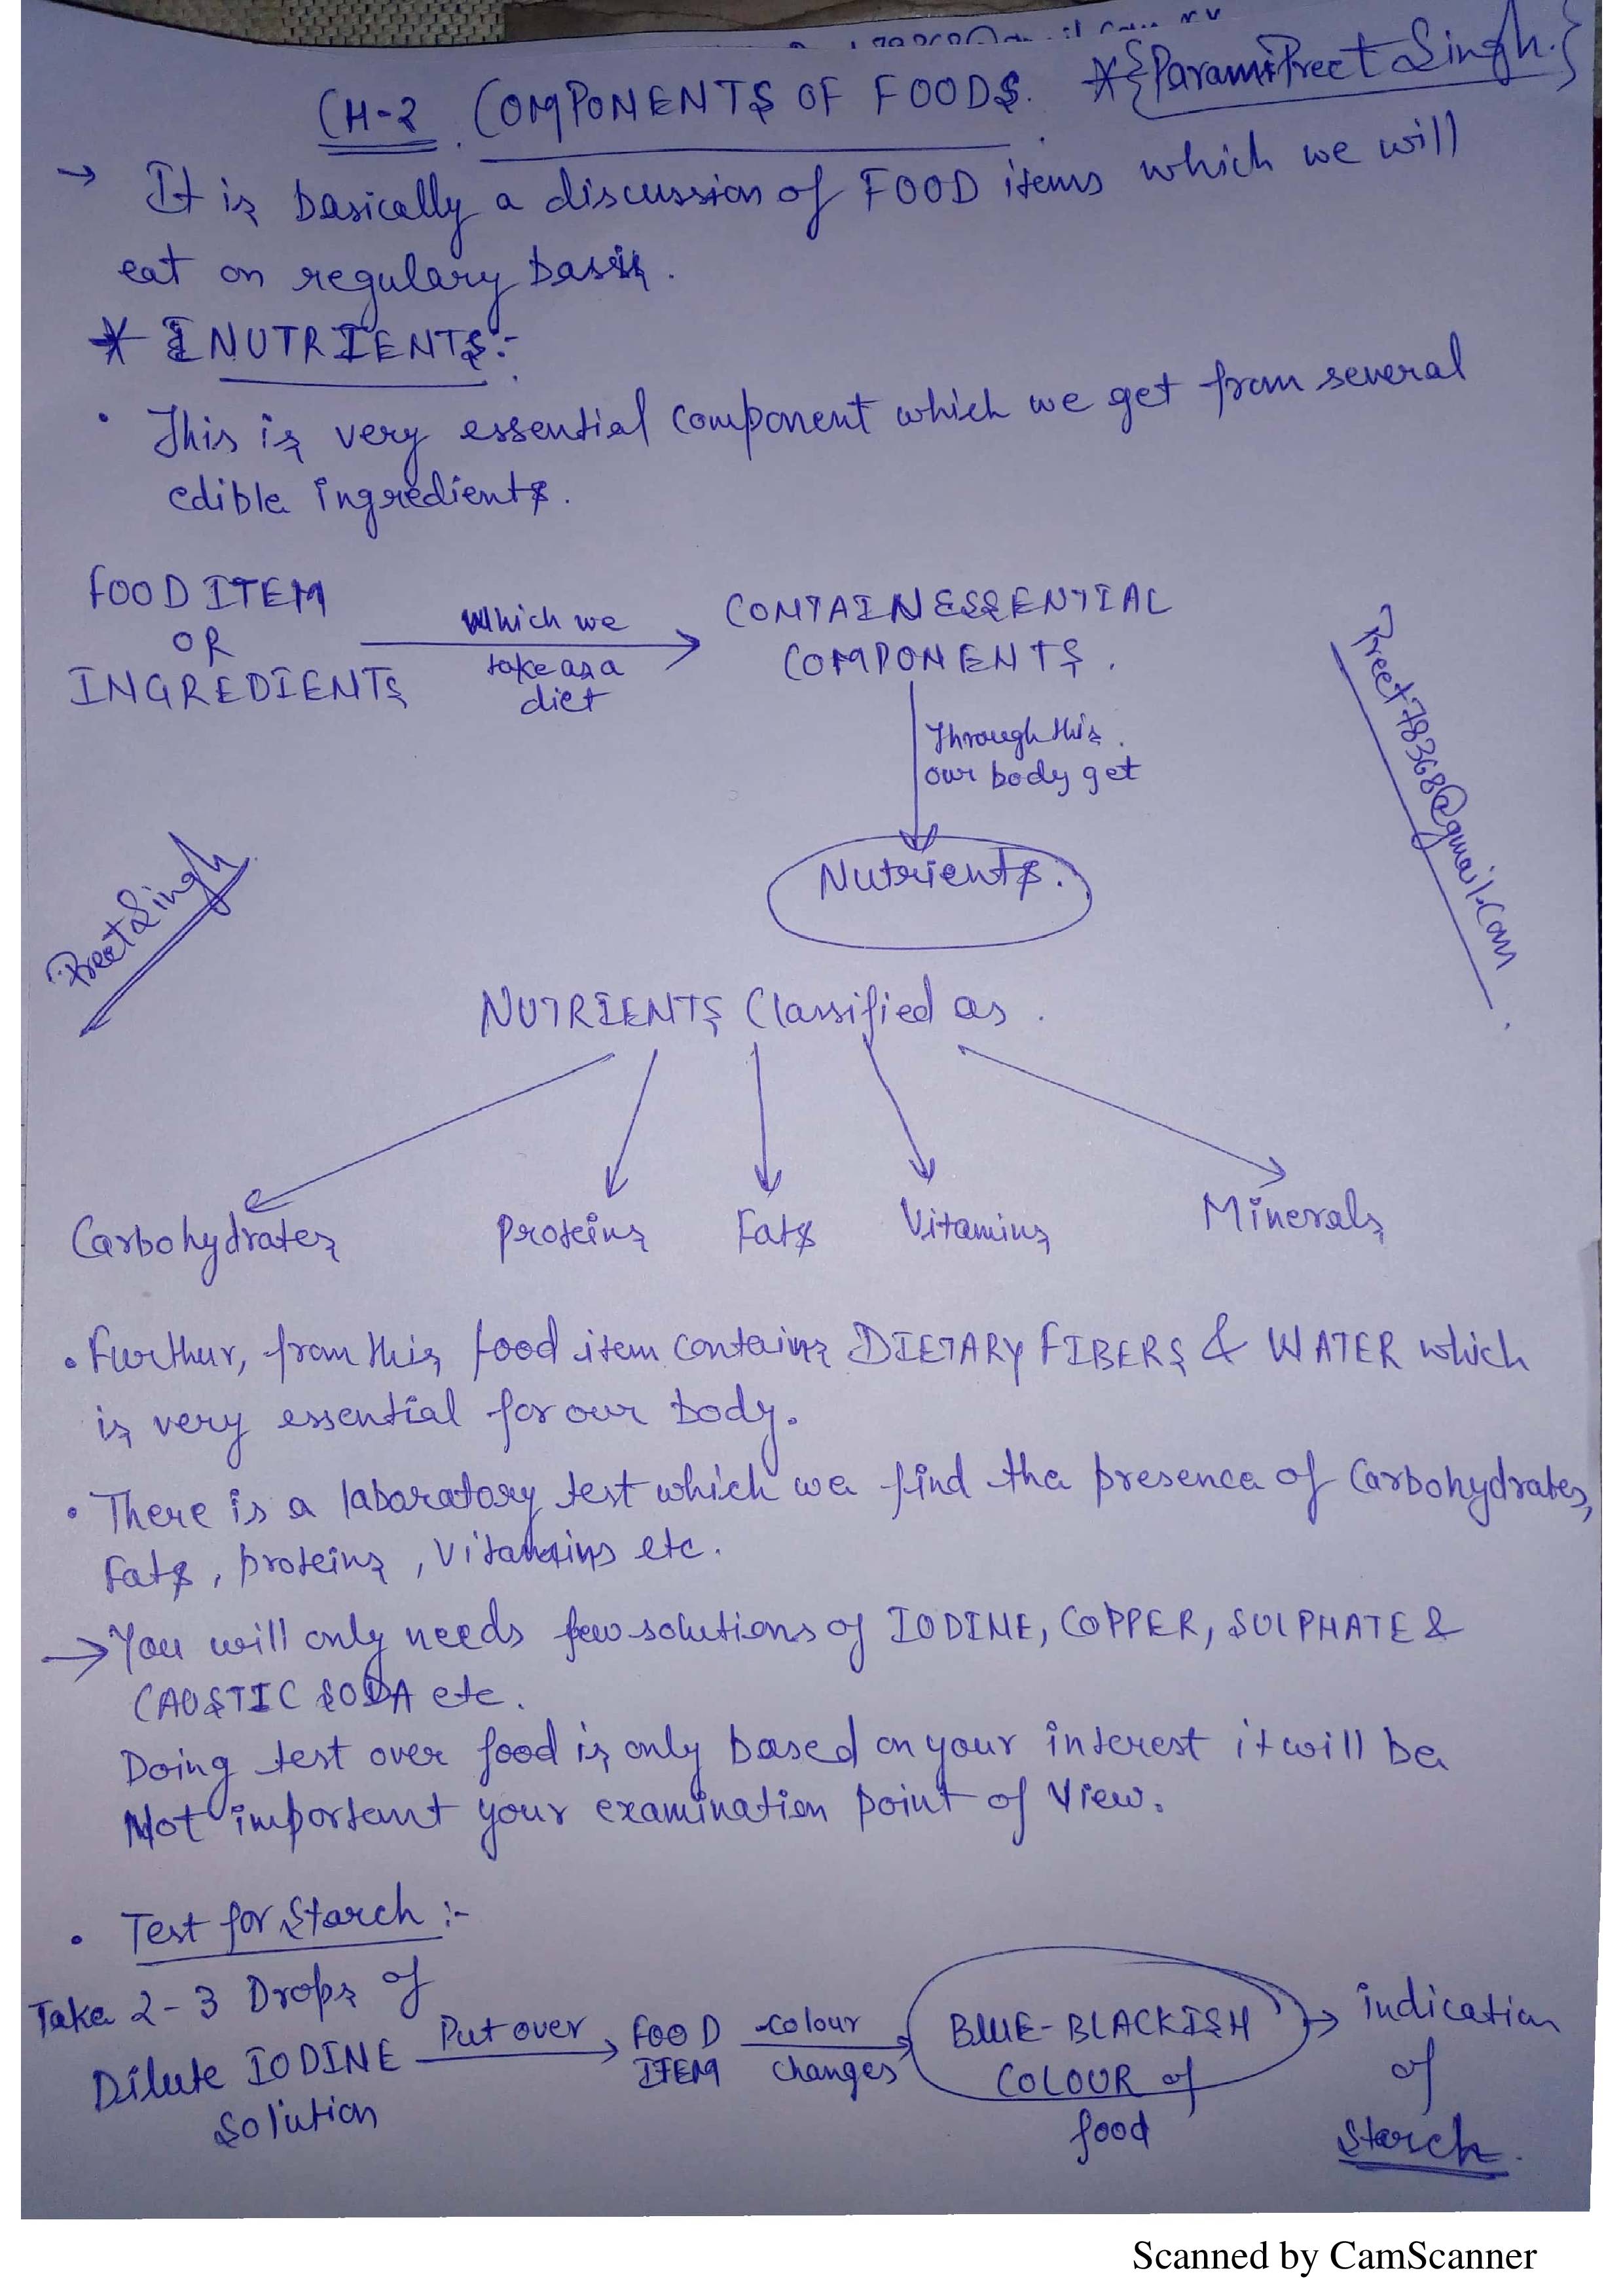 CH-2. COMPONENTS OF FOODS. *{ParamPreet Singh.}
→ It is basically a discussion of FOOD items which we will
eat on regulary basis.
* NUTRIENTS:-
• This is very essential component which we get from several
edible ingredients.
FOOD ITEM
OR
INGREDIENTS
which we
take as a
diet
CONTAIN ESSENTIAL
COMPONENTS.
Through this
our body get
Nutrients.
Preet Singh
Preet78368@gmail.com
NUTRIENTS Classified as.
Carbohydrates Proteins Fats Vitamins Minerals
• Further, from this, food item contains DIETARY FIBERS & WATER which
is very essential for our body.
• There is a laboratory test which we find the presence of Carbohydrates,
Fats, proteins, Vitamins etc.
→ You will only needs few solutions of IODINE, COPPER, SULPHATE &
CAUSTIC SODA etc.
Doing test over food is only based on your interest it will be
Not important your examination point of View.
• Test for Starch :-
Take 2-3 Drops of
Dilute IODINE
Solution
Put over
FOOD
ITEM
colour
changes
BLUE-BLACKISH
COLOUR of
food
indication
of
Starch.
Scanned by CamScanner